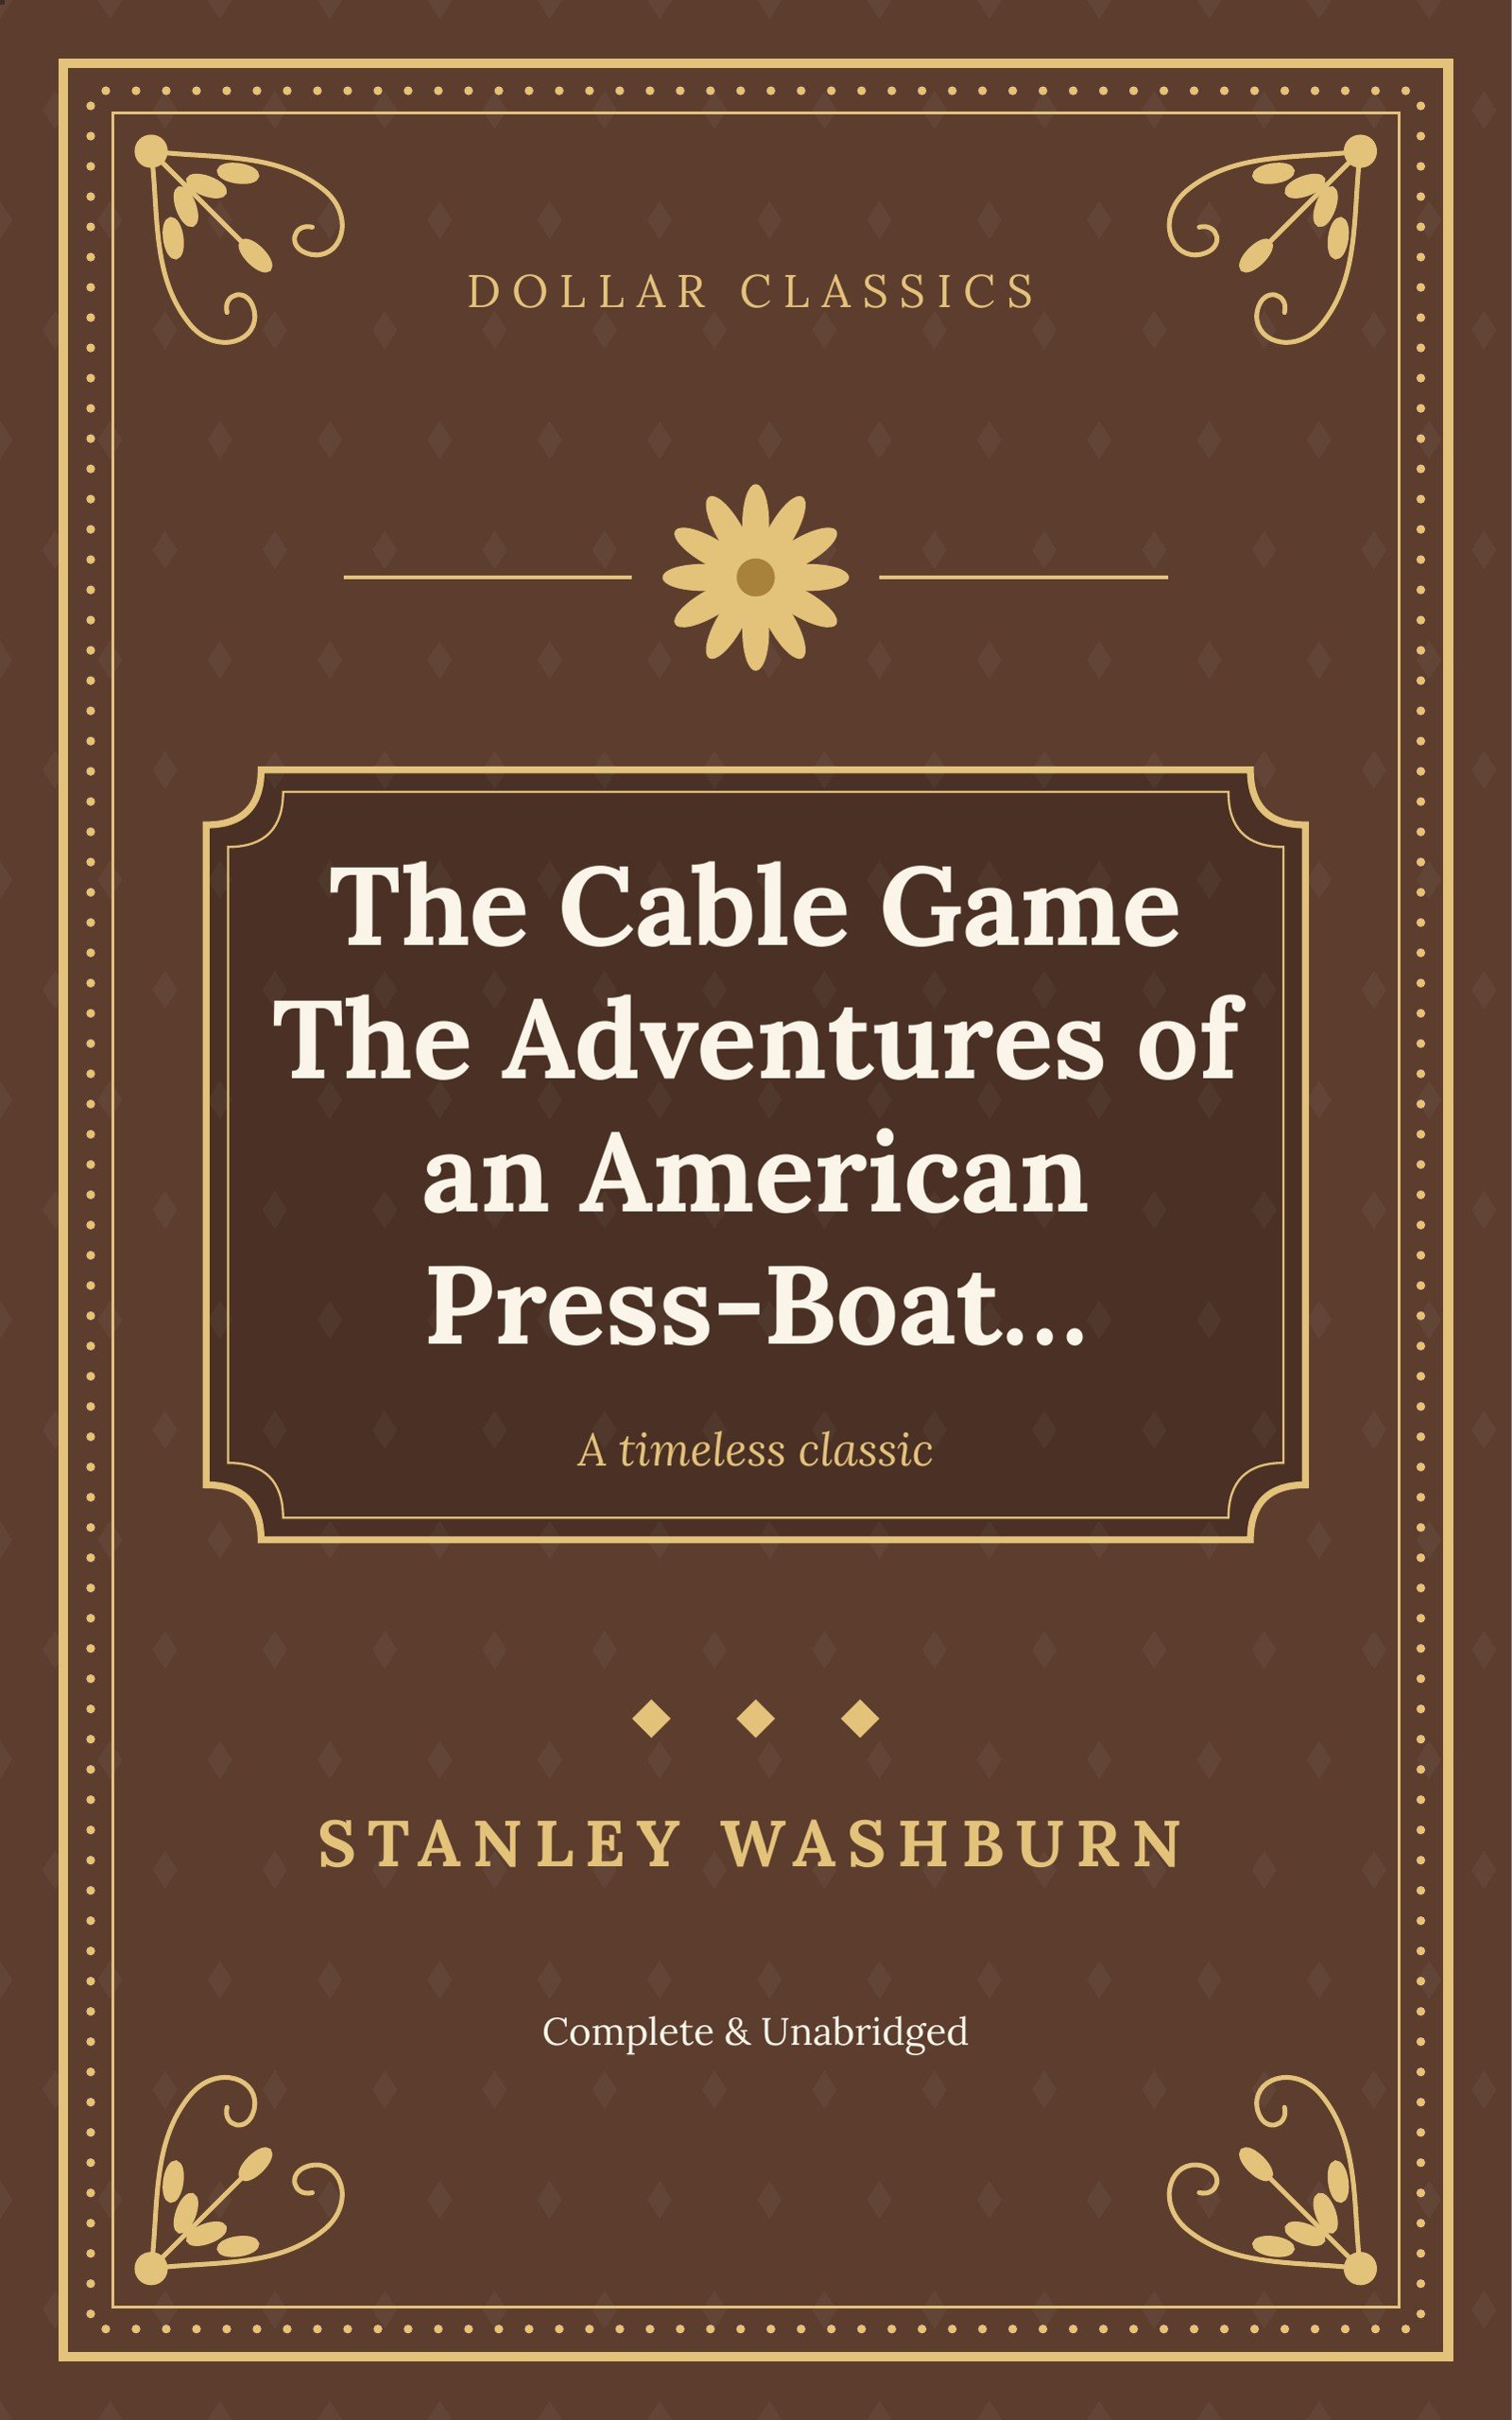 DOLLAR CLASSICS
The Cable Game
The Adventures of
an American
Press-Boat...
A timeless classic
STANLEY WASHBURN
Complete & Unabridged